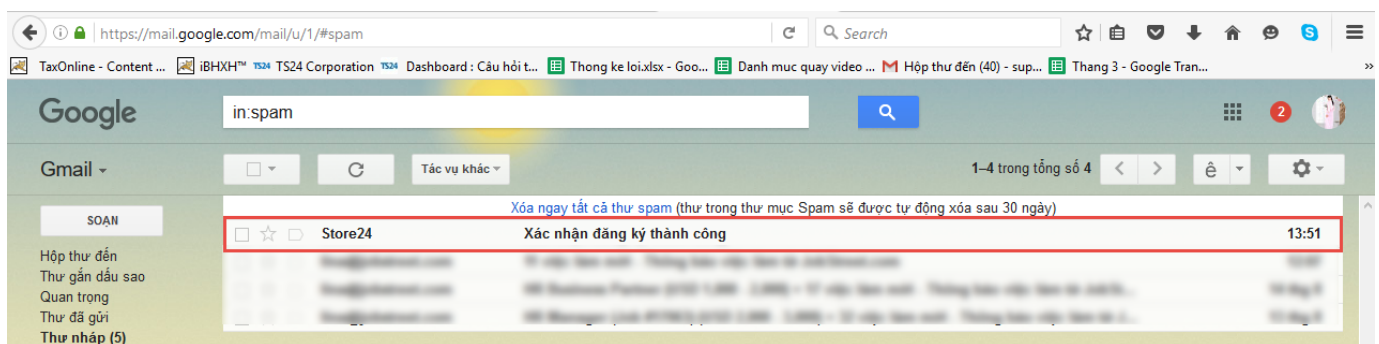 https://mail.google.com/mail/u/1/#spam Search
TaxOnline - Content ... iBHXH™ TS24 TS24 Corporation TS24 Dashboard : Câu hỏi t... Thong ke loi.xlsx - Goo... Danh muc quay video ... Hộp thư đến (40) - sup... Thang 3 - Google Tran... »
Google in:spam 2
Gmail Tác vụ khác 1–4 trong tổng số 4 < > ê
SOẠN
Xóa ngay tất cả thư spam (thư trong thư mục Spam sẽ được tự động xóa sau 30 ngày)
Store24 Xác nhận đăng ký thành công 13:51
Hộp thư đến
Thư gắn dấu sao
Quan trọng
Thư đã gửi
Thư nháp (5)